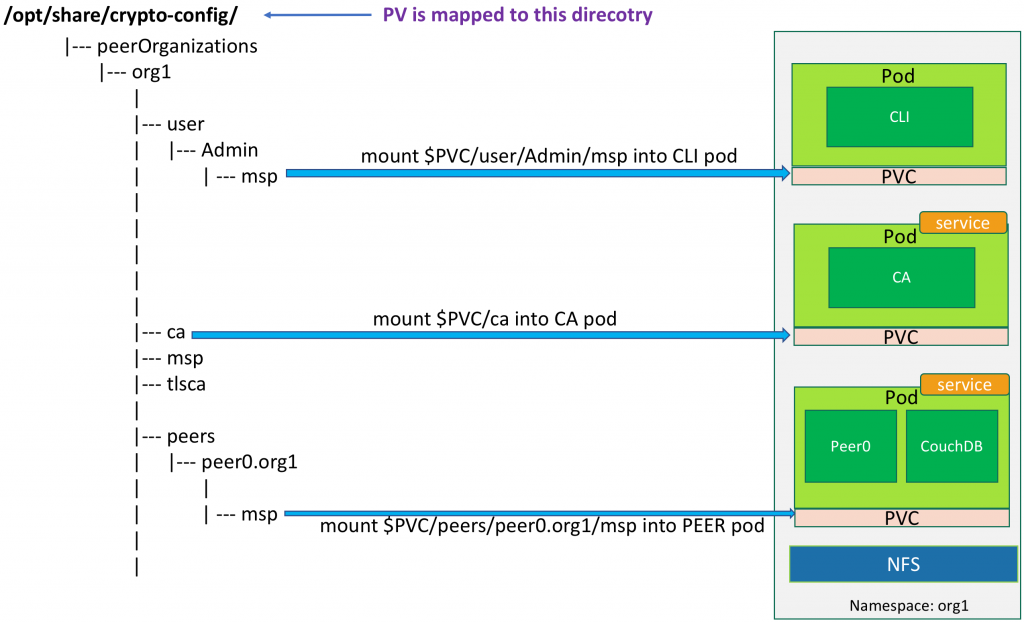 /opt/share/crypto-config/
PV is mapped to this direcotry
|--- peerOrganizations
|--- org1
|
|--- user
|--- Admin
| --- msp
mount $PVC/user/Admin/msp into CLI pod
|--- ca
mount $PVC/ca into CA pod
|--- msp
|--- tlsca
|--- peers
|--- peer0.org1
|
| --- msp
mount $PVC/peers/peer0.org1/msp into PEER pod
Pod
CLI
PVC
service
Pod
CA
PVC
service
Pod
Peer0
CouchDB
PVC
NFS
Namespace: org1